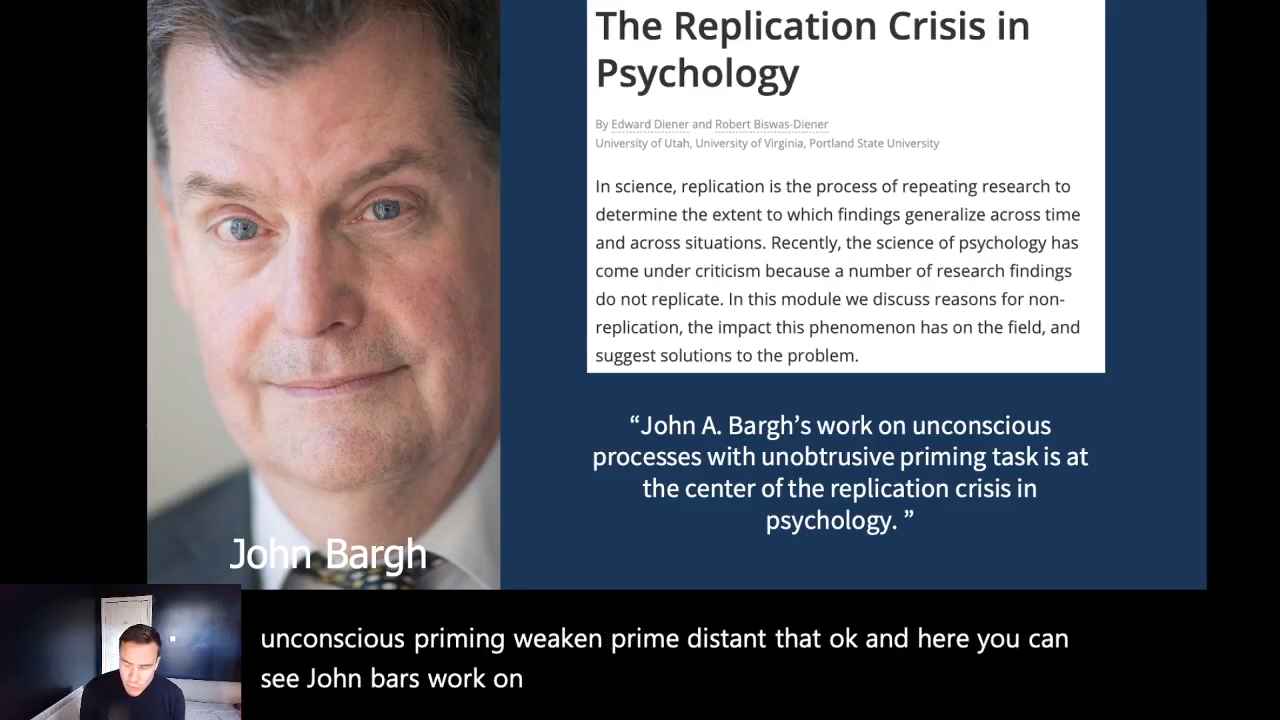 The Replication Crisis in
Psychology
By Edward Diener and Robert Biswas-Diener
University of Utah, University of Virginia, Portland State University
In science, replication is the process of repeating research to
determine the extent to which findings generalize across time
and across situations. Recently, the science of psychology has
come under criticism because a number of research findings
do not replicate. In this module we discuss reasons for non-
replication, the impact this phenomenon has on the field, and
suggest solutions to the problem.
“John A. Bargh’s work on unconscious
processes with unobtrusive priming task is at
the center of the replication crisis in
psychology. ”
John Bargh
unconscious priming weaken prime distant that ok and here you can
see John bars work on